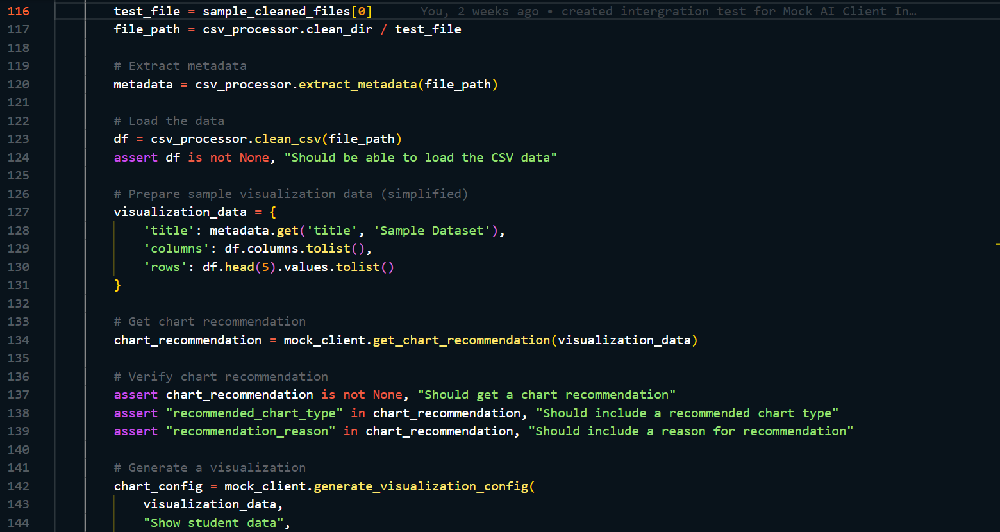 116 test_file = sample_cleaned_files[0] You, 2 weeks ago • created intergration test for Mock AI Client In…
117 file_path = csv_processor.clean_dir / test_file
118
119 # Extract metadata
120 metadata = csv_processor.extract_metadata(file_path)
121
122 # Load the data
123 df = csv_processor.clean_csv(file_path)
124 assert df is not None, "Should be able to load the CSV data"
125
126 # Prepare sample visualization data (simplified)
127 visualization_data = {
128 'title': metadata.get('title', 'Sample Dataset'),
129 'columns': df.columns.tolist(),
130 'rows': df.head(5).values.tolist()
131 }
132
133 # Get chart recommendation
134 chart_recommendation = mock_client.get_chart_recommendation(visualization_data)
135
136 # Verify chart recommendation
137 assert chart_recommendation is not None, "Should get a chart recommendation"
138 assert "recommended_chart_type" in chart_recommendation, "Should include a recommended chart type"
139 assert "recommendation_reason" in chart_recommendation, "Should include a reason for recommendation"
140
141 # Generate a visualization
142 chart_config = mock_client.generate_visualization_config(
143 visualization_data,
144 "Show student data",